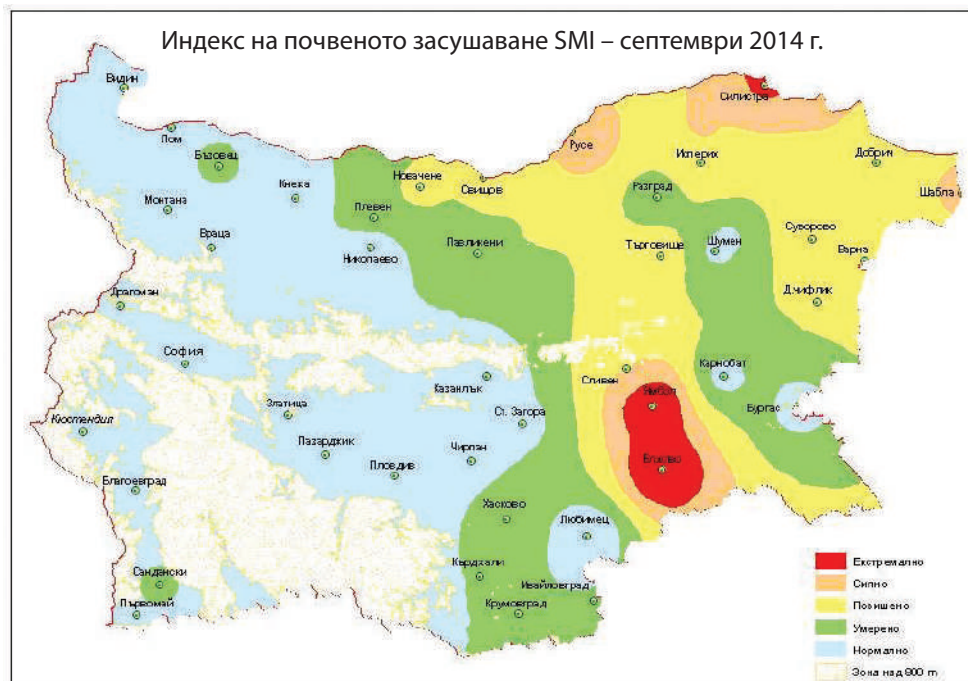 Индекс на почвеното засушаване SMI – септември 2014 г.
Видин
Силистра
Лом
Русе
Бъзовец
Исперих
Добрич
Новачене
Свищов
Кнежа
Разград
Шабла
Монтана
Плевен
Суворово
Враца
Павликени
Търговище
Шумен
Варна
Николаево
Драгоман
Д.чифлик
София
Сливен
Карнобат
Казанлък
Златица
Ямбол
Бургас
Кюстендил
Ст. Загора
Пазарджик
Чирпан
Пловдив
Елхово
Благоевград
Хасково
Любимец
Сандански
Кърджали
Ивайловград
Първомай
Крумовград
Екстремално
Силно
Повишено
Умерено
Нормално
Зона над 800 m